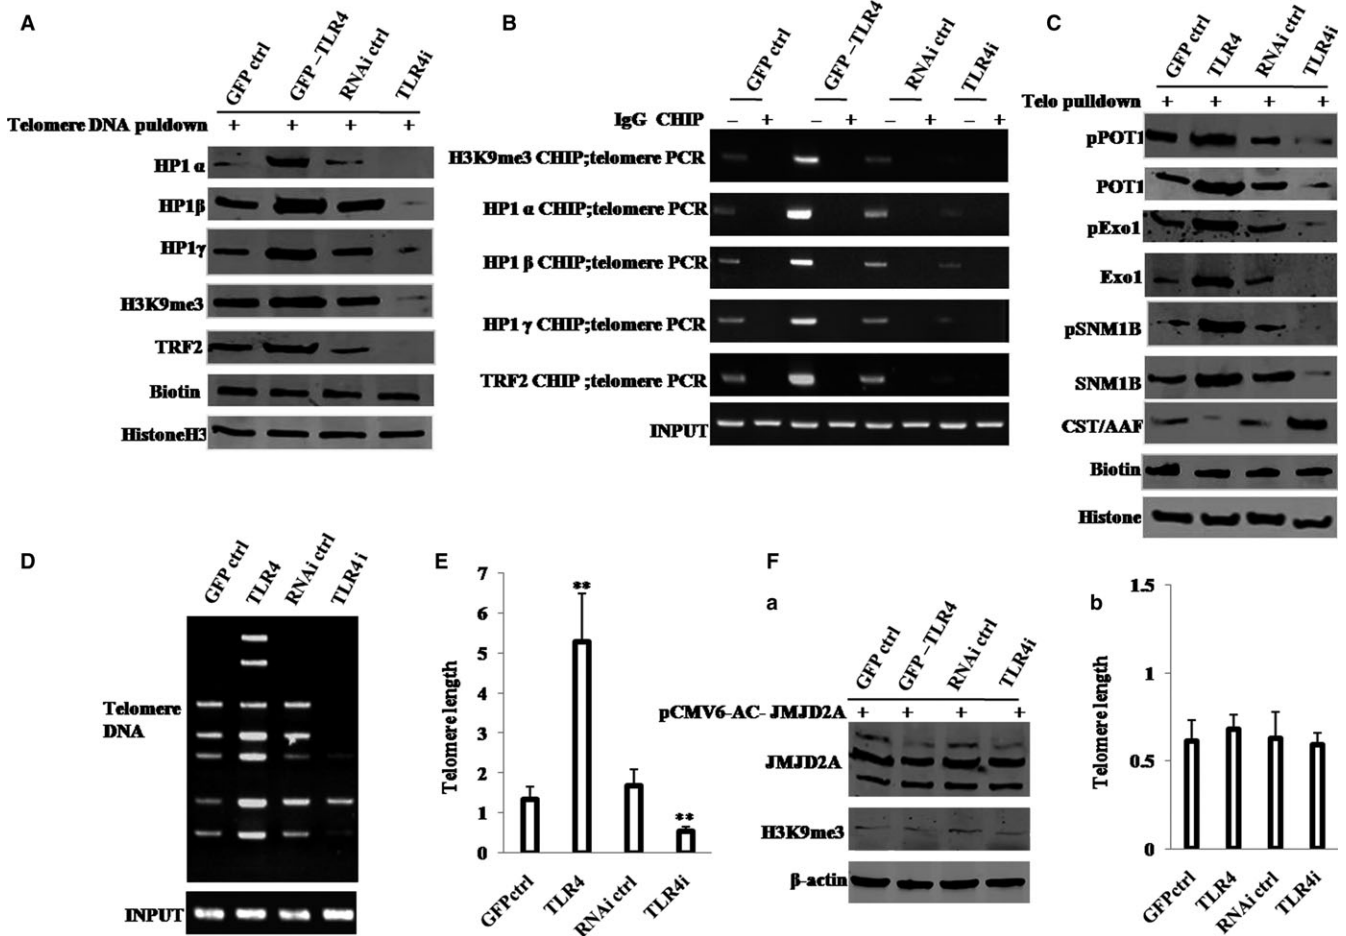 A
GFP ctrl
GFP – TLR4
RNAi ctrl
TLR4i
Telomere DNA puldown + + + +
HP1 α
HP1β
HP1γ
H3K9me3
TRF2
Biotin
HistoneH3
B
GFP ctrl
GFP – TLR4
RNAi ctrl
TLR4i
IgG CHIP – + – + – + – +
H3K9me3 CHIP;telomere PCR
HP1 α CHIP;telomere PCR
HP1 β CHIP;telomere PCR
HP1 γ CHIP;telomere PCR
TRF2 CHIP ;telomere PCR
INPUT
C
GFP ctrl
TLR4
RNAi ctrl
TLR4i
Telo pulldown
+ + + +
pPOT1
POT1
pExo1
Exo1
pSNM1B
SNM1B
CST/AAF
Biotin
Histone
D
GFP ctrl
TLR4
RNAi ctrl
TLR4i
Telomere
DNA
INPUT
E
Telomere length
7
6
5
4
3
2
1
0
**
**
GFPctrl
TLR4
RNAi ctrl
TLR4i
F
a
GFP ctrl
GFP – TLR4
RNAi ctrl
TLR4i
pCMV6-AC- JMJD2A + + + +
JMJD2A
H3K9me3
β-actin
b
Telomere length
1.5
1
0.5
0
GFPctrl
TLR4
RNAi ctrl
TLR4i